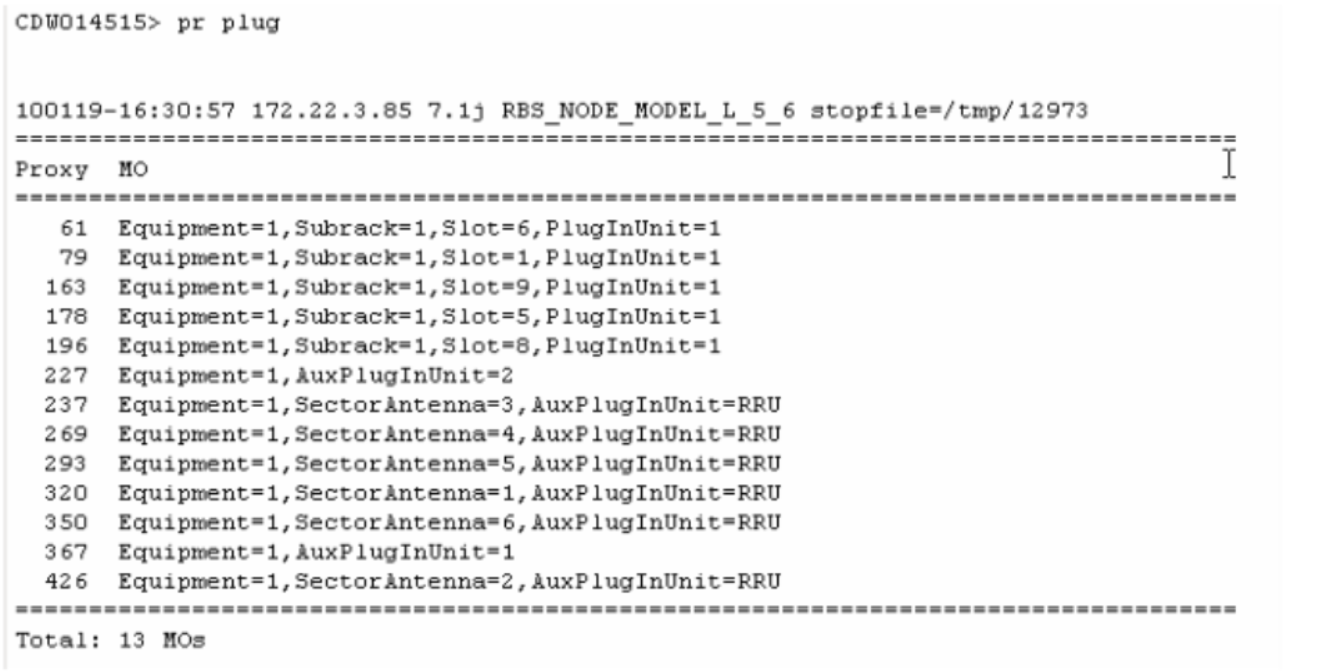 CDW014515> pr plug
100119-16:30:57 172.22.3.85 7.1j RBS_NODE_MODEL_L_5_6 stopfile=/tmp/12973
===================================================================================
Proxy  MO
===================================================================================
   61  Equipment=1,Subrack=1,Slot=6,PlugInUnit=1
   79  Equipment=1,Subrack=1,Slot=1,PlugInUnit=1
  163  Equipment=1,Subrack=1,Slot=9,PlugInUnit=1
  178  Equipment=1,Subrack=1,Slot=5,PlugInUnit=1
  196  Equipment=1,Subrack=1,Slot=8,PlugInUnit=1
  227  Equipment=1,AuxPlugInUnit=2
  237  Equipment=1,SectorAntenna=3,AuxPlugInUnit=RRU
  269  Equipment=1,SectorAntenna=4,AuxPlugInUnit=RRU
  293  Equipment=1,SectorAntenna=5,AuxPlugInUnit=RRU
  320  Equipment=1,SectorAntenna=1,AuxPlugInUnit=RRU
  350  Equipment=1,SectorAntenna=6,AuxPlugInUnit=RRU
  367  Equipment=1,AuxPlugInUnit=1
  426  Equipment=1,SectorAntenna=2,AuxPlugInUnit=RRU
===================================================================================
Total: 13 MOs